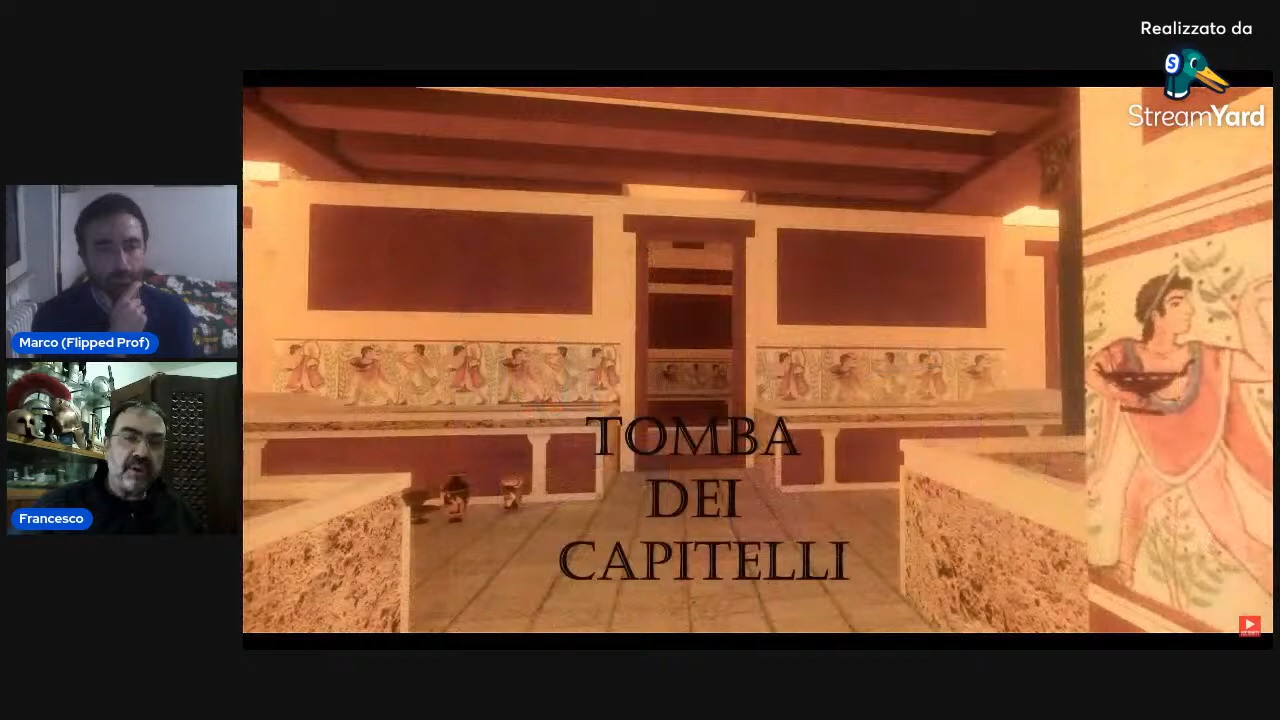 Realizzato da
StreamYard
Marco (Flipped Prof)
Francesco
TOMBA
DEI
CAPITELLI